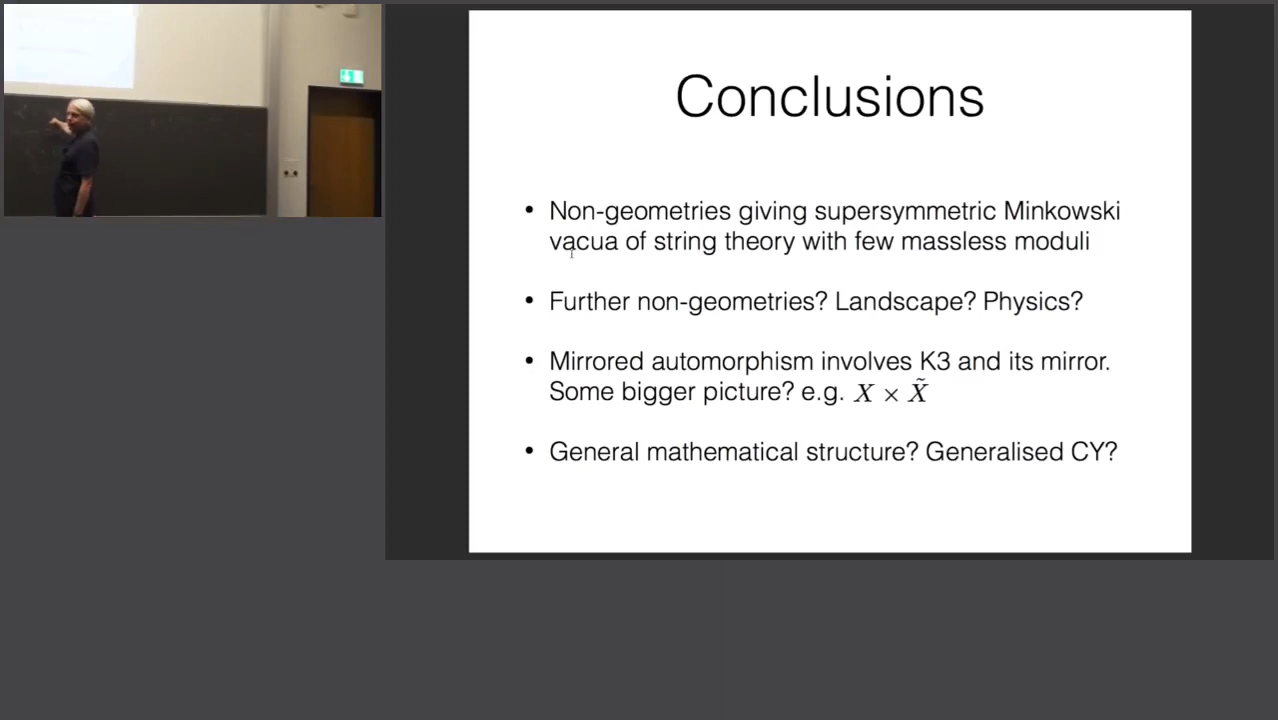 Conclusions
• Non-geometries giving supersymmetric Minkowski
vacua of string theory with few massless moduli
• Further non-geometries? Landscape? Physics?
• Mirrored automorphism involves K3 and its mirror.
Some bigger picture? e.g. X × X̃
• General mathematical structure? Generalised CY?